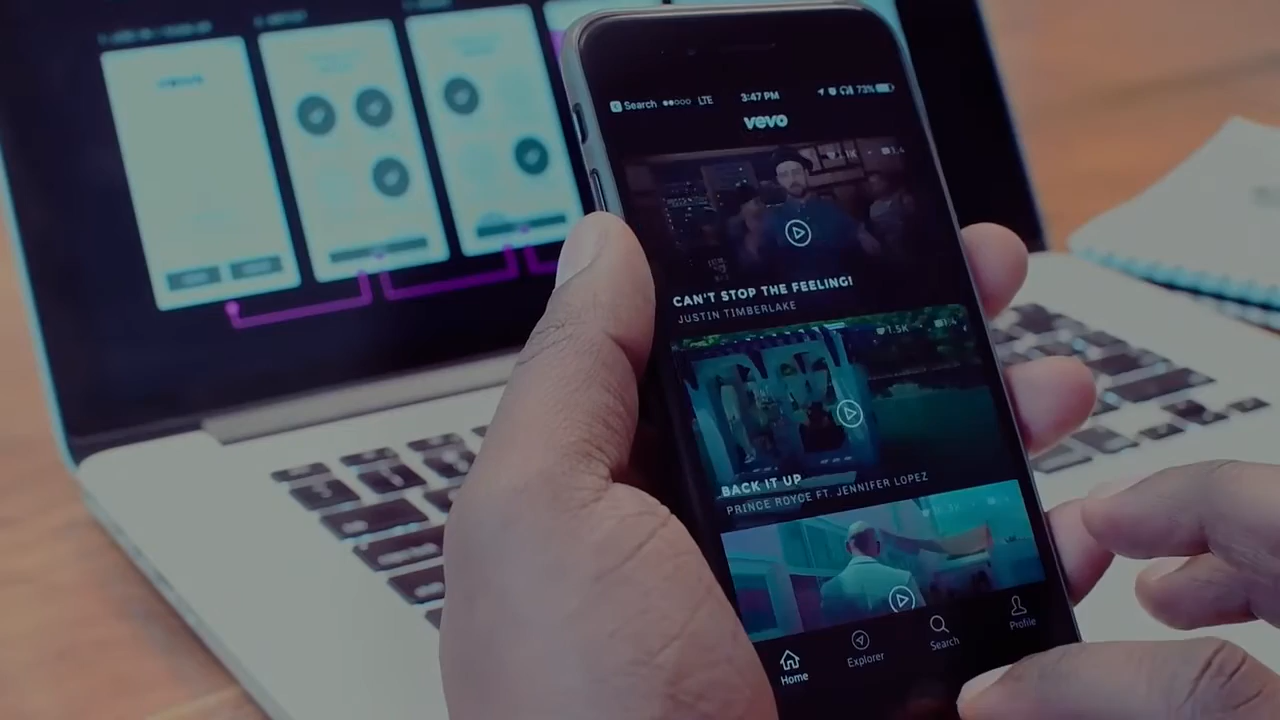 Search LTE 3:47 PM 73%
vevo
CAN'T STOP THE FEELING!
JUSTIN TIMBERLAKE
1.5K
BACK IT UP
PRINCE ROYCE FT. JENNIFER LOPEZ
Home Explorer Search Profile